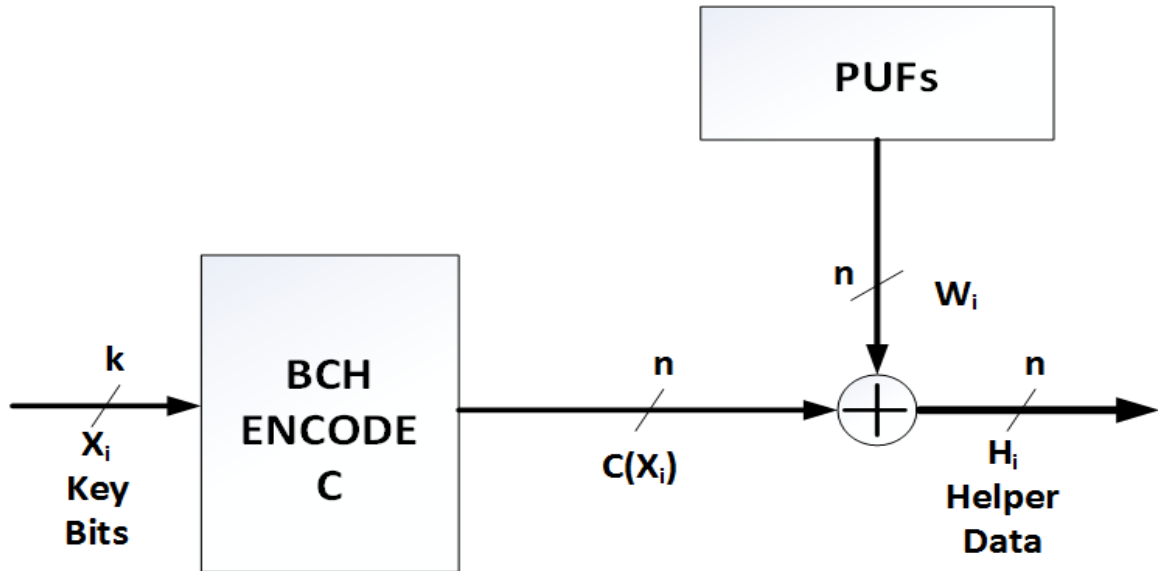 PUFs
n
Wᵢ
k
Xᵢ
Key
Bits
BCH
ENCODE
C
n
C(Xᵢ)
n
Hᵢ
Helper
Data